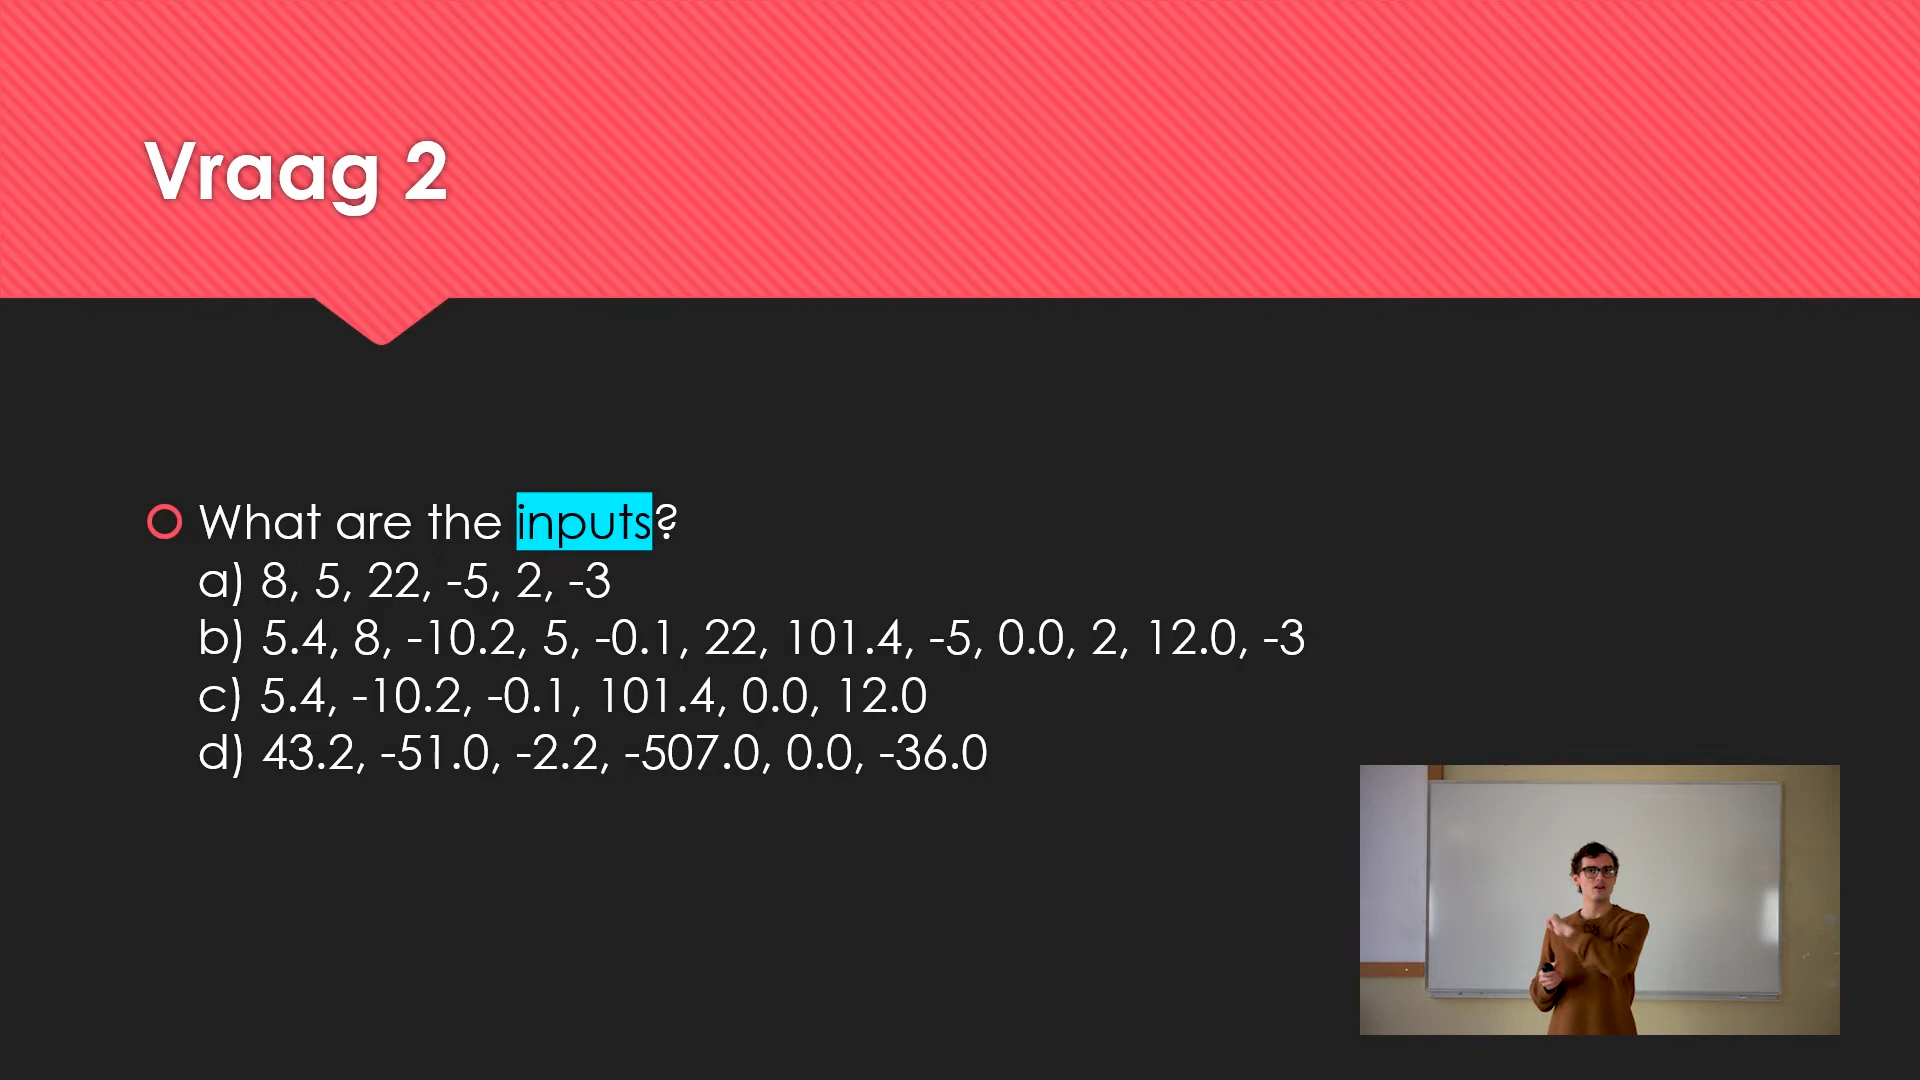 Vraag 2
What are the inputs?
a) 8, 5, 22, -5, 2, -3
b) 5.4, 8, -10.2, 5, -0.1, 22, 101.4, -5, 0.0, 2, 12.0, -3
c) 5.4, -10.2, -0.1, 101.4, 0.0, 12.0
d) 43.2, -51.0, -2.2, -507.0, 0.0, -36.0